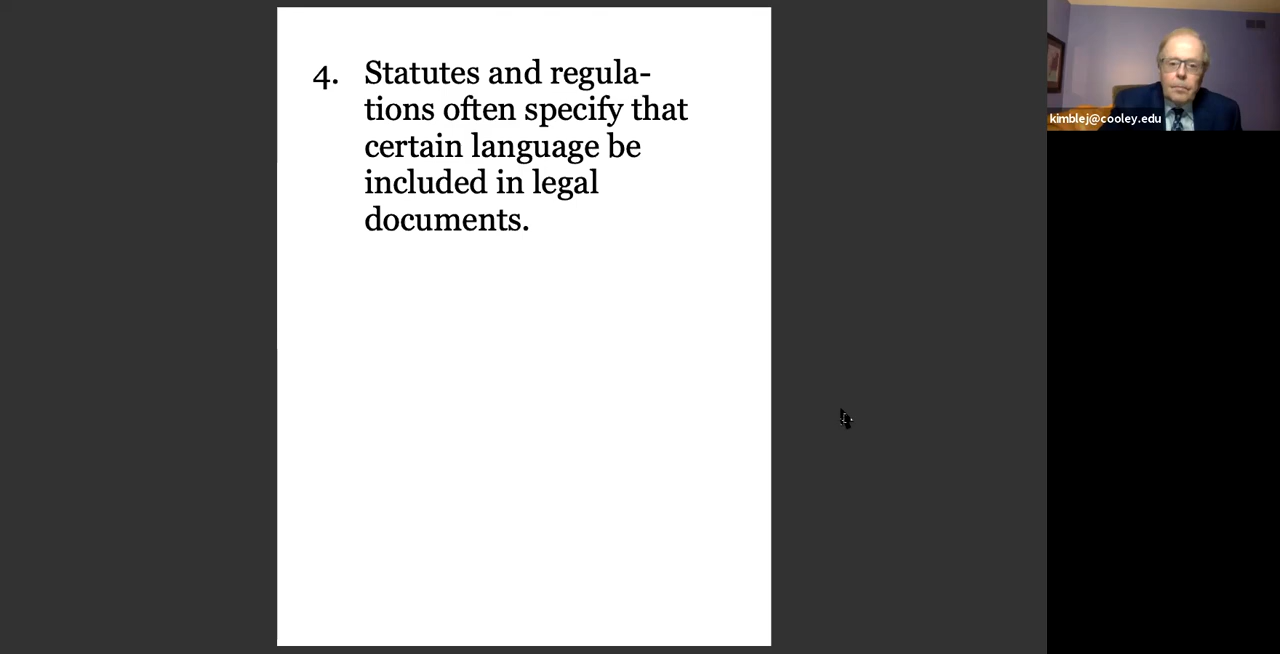 4. Statutes and regula-
tions often specify that
certain language be
included in legal
documents.
kimblej@cooley.edu